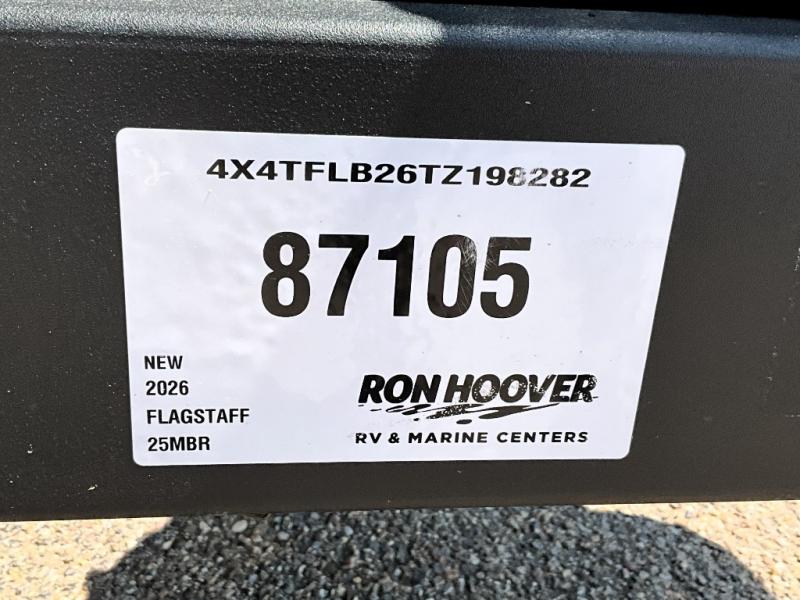 4X4TFLB26TZ198282
87105
NEW
2026
FLAGSTAFF
25MBR
RON HOOVER
RV & MARINE CENTERS